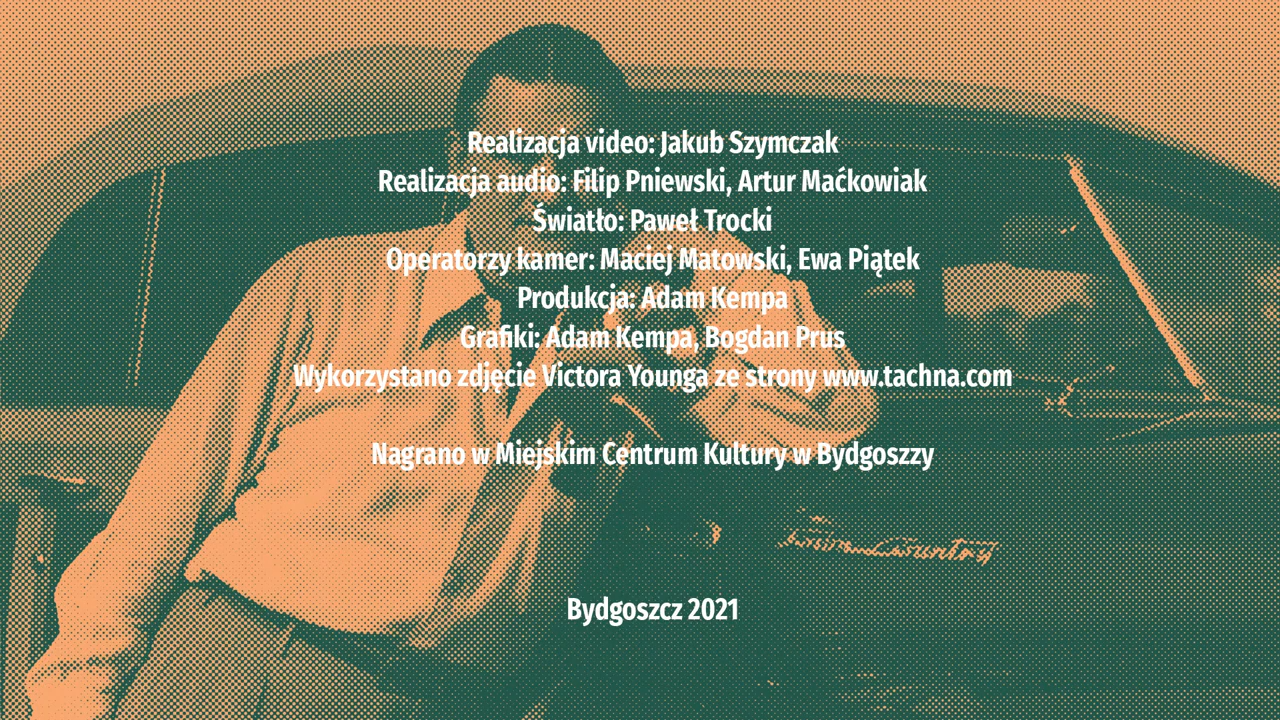 Realizacja video: Jakub Szymczak
Realizacja audio: Filip Pniewski, Artur Maćkowiak
Światło: Paweł Trocki
Operatorzy kamer: Maciej Matowski, Ewa Piątek
Produkcja: Adam Kempa
Grafiki: Adam Kempa, Bogdan Prus
Wykorzystano zdjęcie Victora Younga ze strony www.tachna.com
Nagrano w Miejskim Centrum Kultury w Bydgoszzy
Bydgoszcz 2021